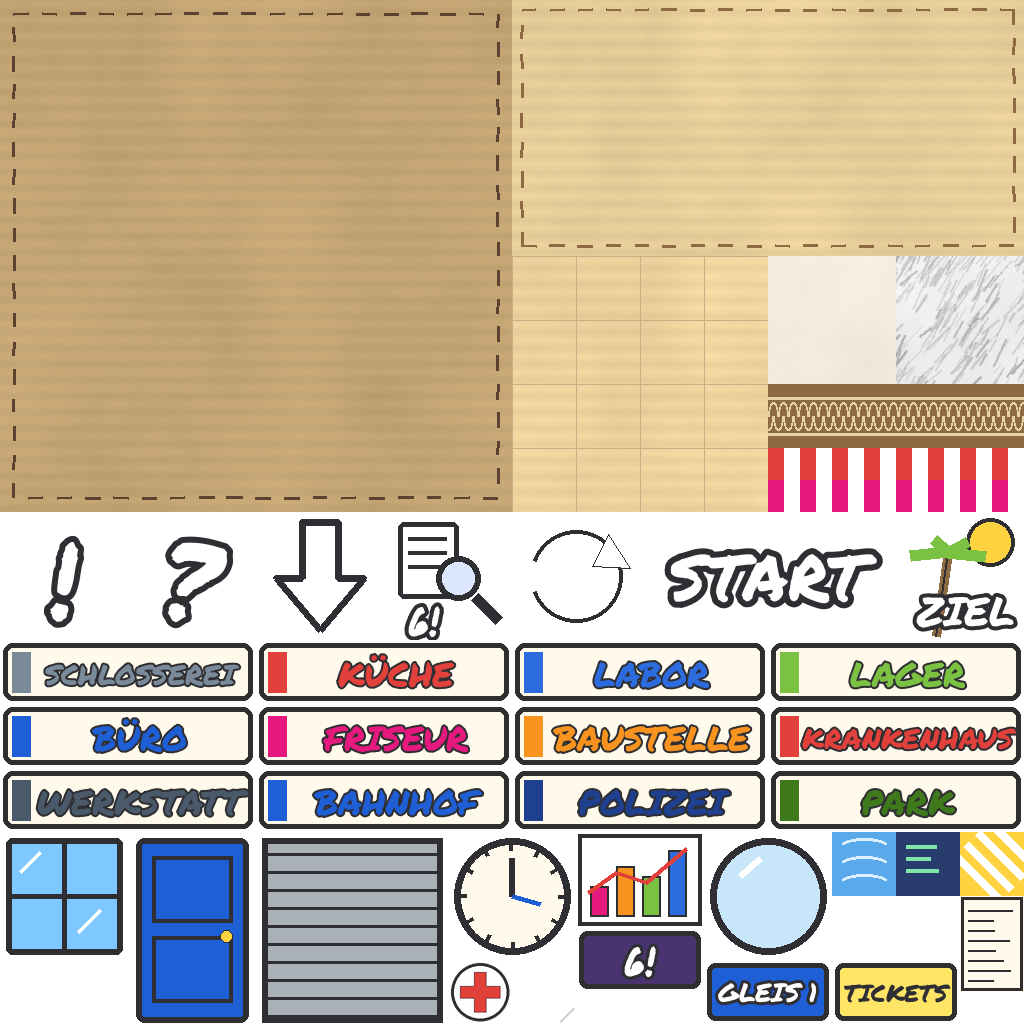 !
?
6!
START
ZIEL
SCHLOSSEREI
KÜCHE
LABOR
LAGER
BÜRO
FRISEUR
BAUSTELLE
KRANKENHAUS
WERKSTATT
BAHNHOF
POLIZEI
PARK
6!
GLEIS 1
TICKETS